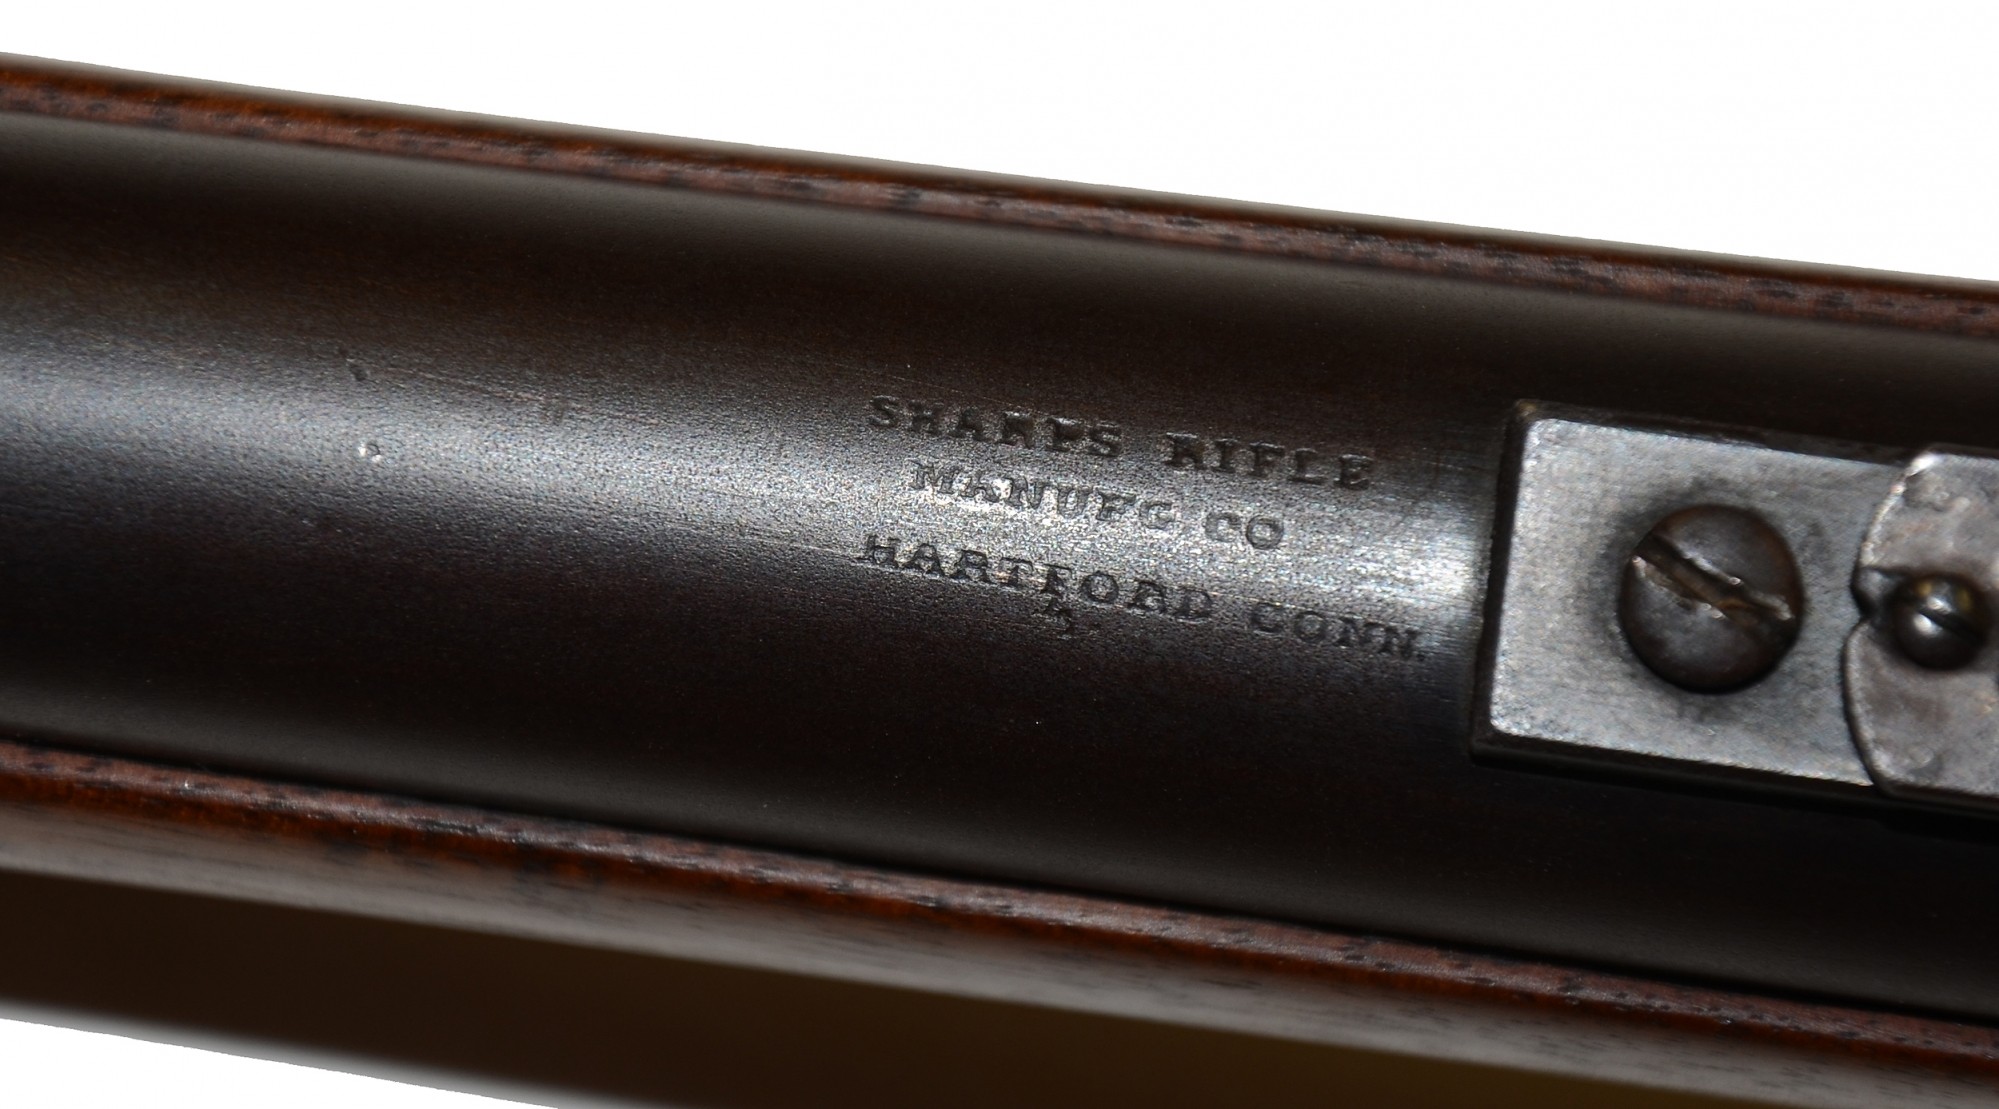 SHARPS RIFLE
MANUFG CO
HARTFORD CONN.